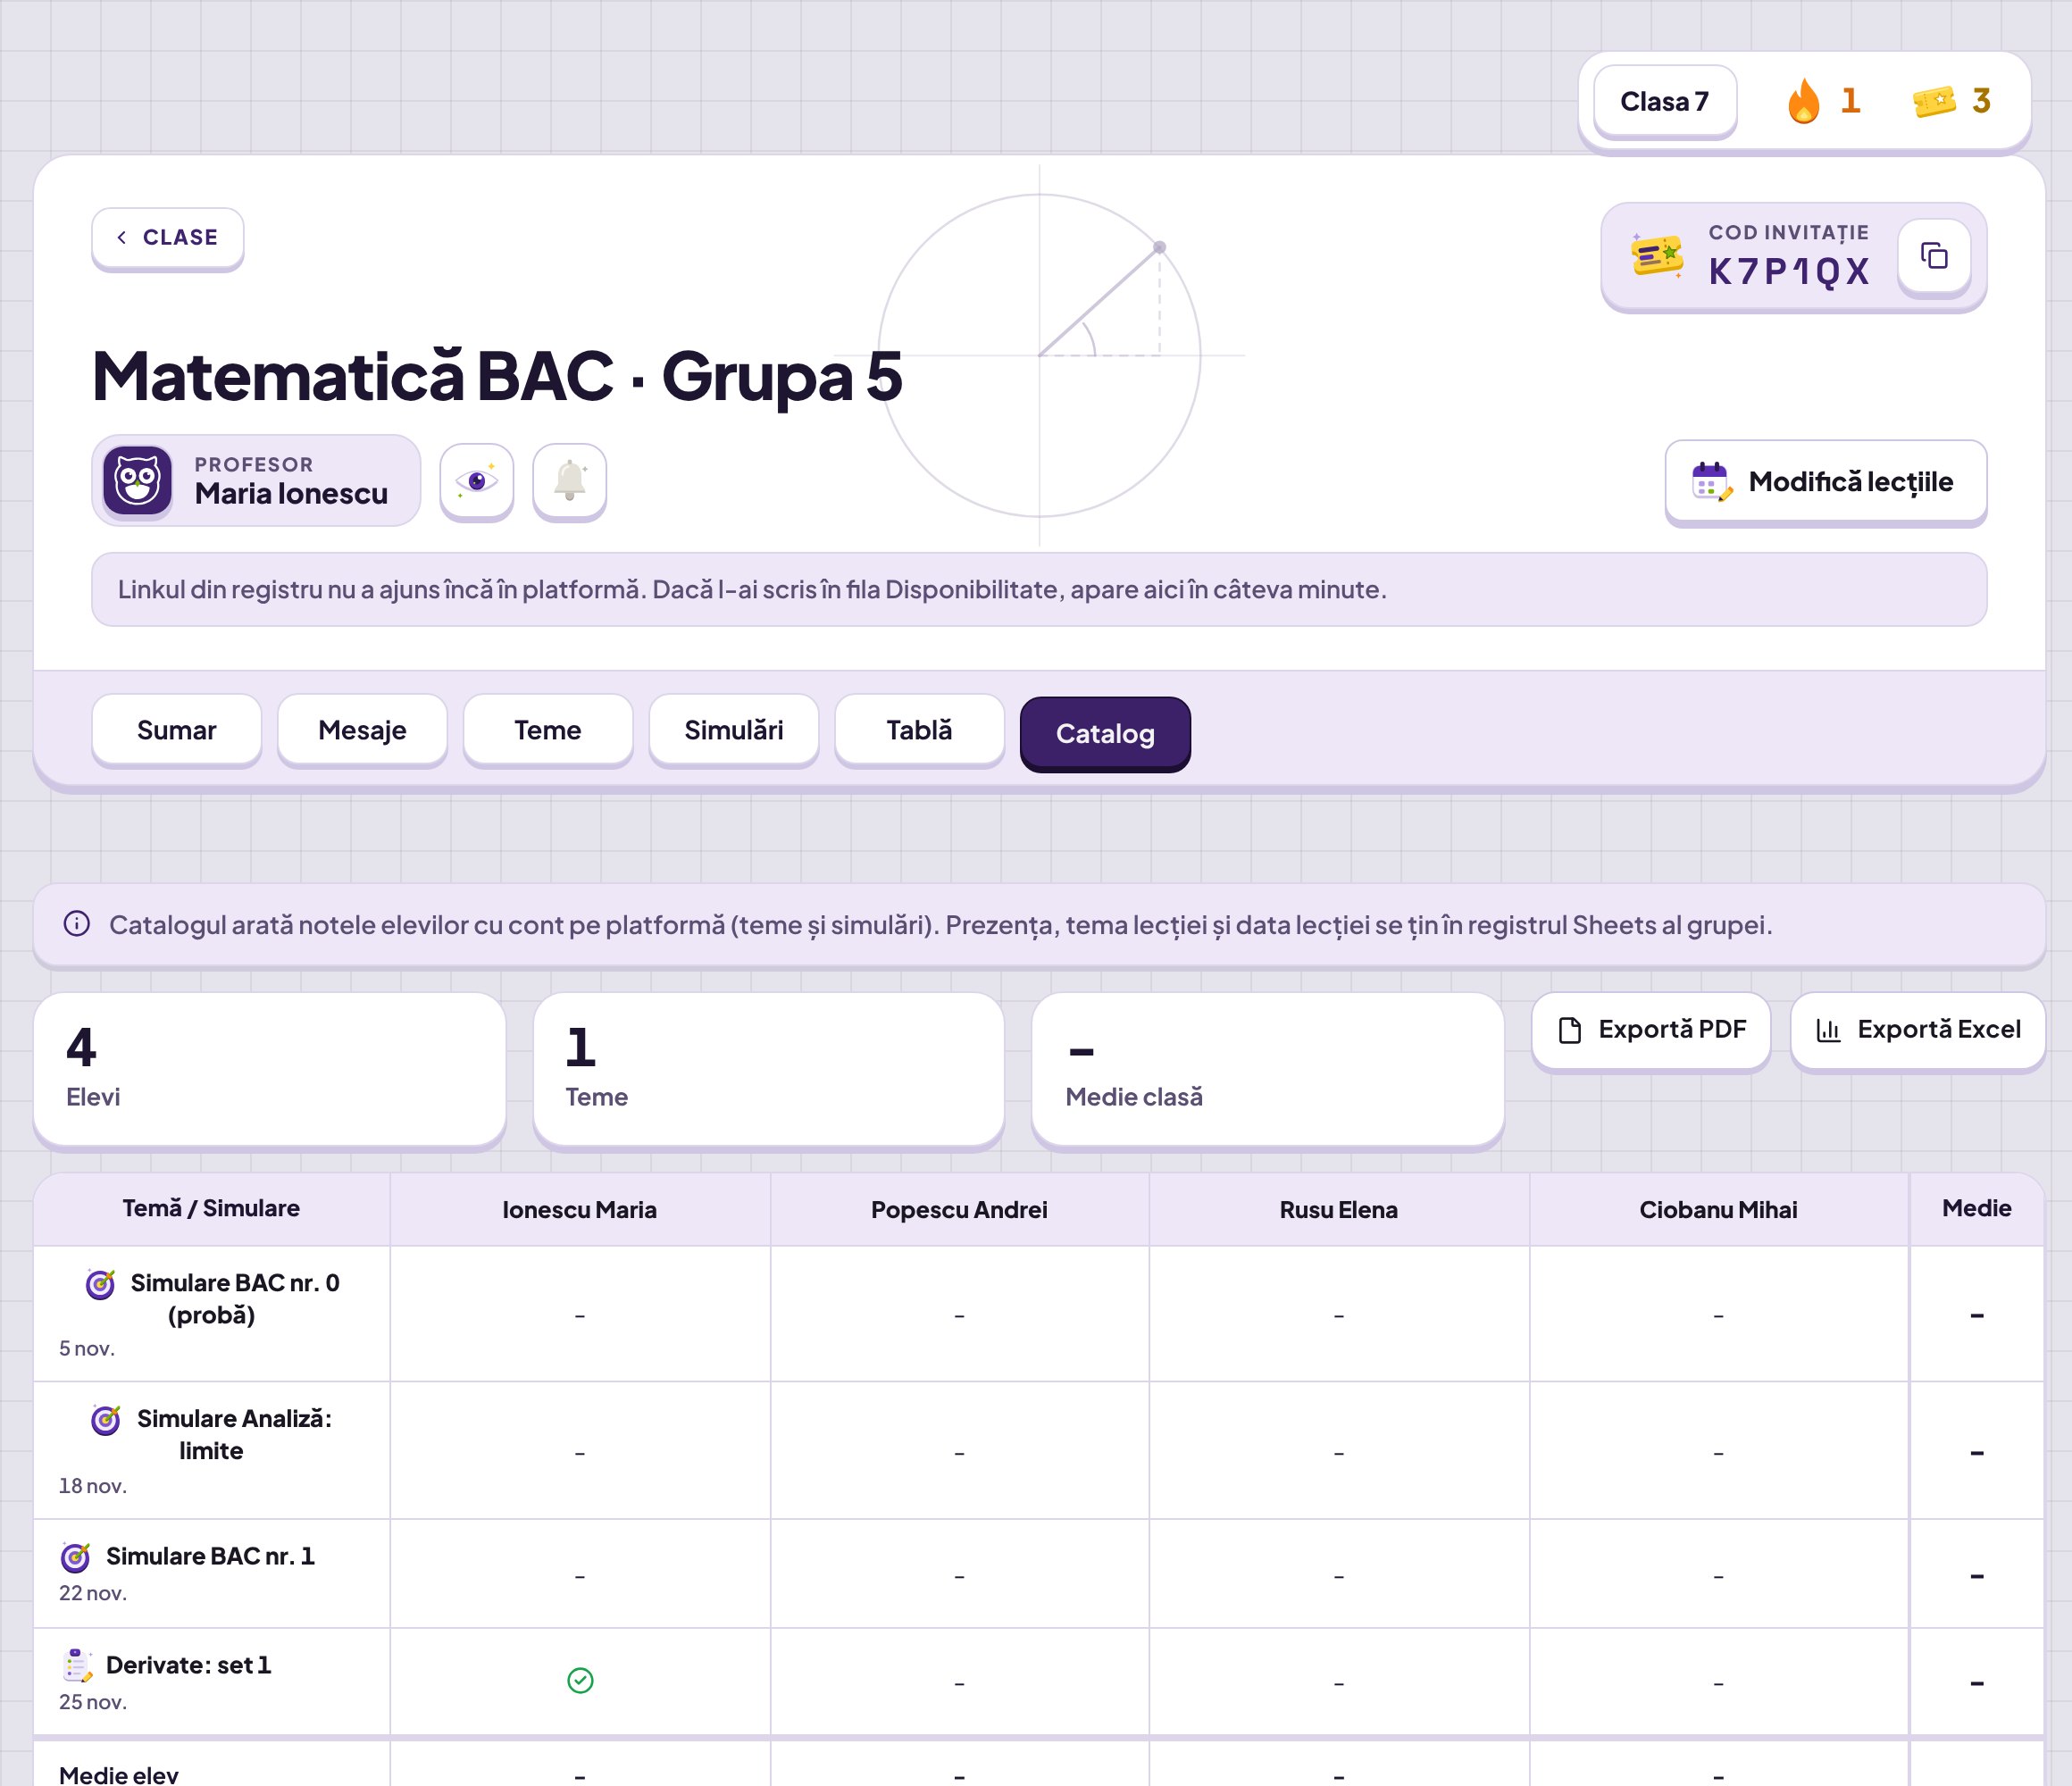 Clasa 7 1 3
CLASE
COD INVITAȚIE
K7P1QX
Matematică BAC · Grupa 5
PROFESOR
Maria Ionescu
Modifică lecțiile
Linkul din registru nu a ajuns încă în platformă. Dacă l-ai scris în fila Disponibilitate, apare aici în câteva minute.
Sumar Mesaje Teme Simulări Tablă Catalog
Catalogul arată notele elevilor cu cont pe platformă (teme și simulări). Prezența, tema lecției și data lecției se țin în registrul Sheets al grupei.
4
Elevi
1
Teme
–
Medie clasă
Exportă PDF
Exportă Excel
Temă / Simulare Ionescu Maria Popescu Andrei Rusu Elena Ciobanu Mihai Medie
Simulare BAC nr. 0
(probă)
5 nov.
– – – – –
Simulare Analiză:
limite
18 nov.
– – – – –
Simulare BAC nr. 1
22 nov.
– – – – –
Derivate: set 1
25 nov.
– – – –
Medie elev – – – –